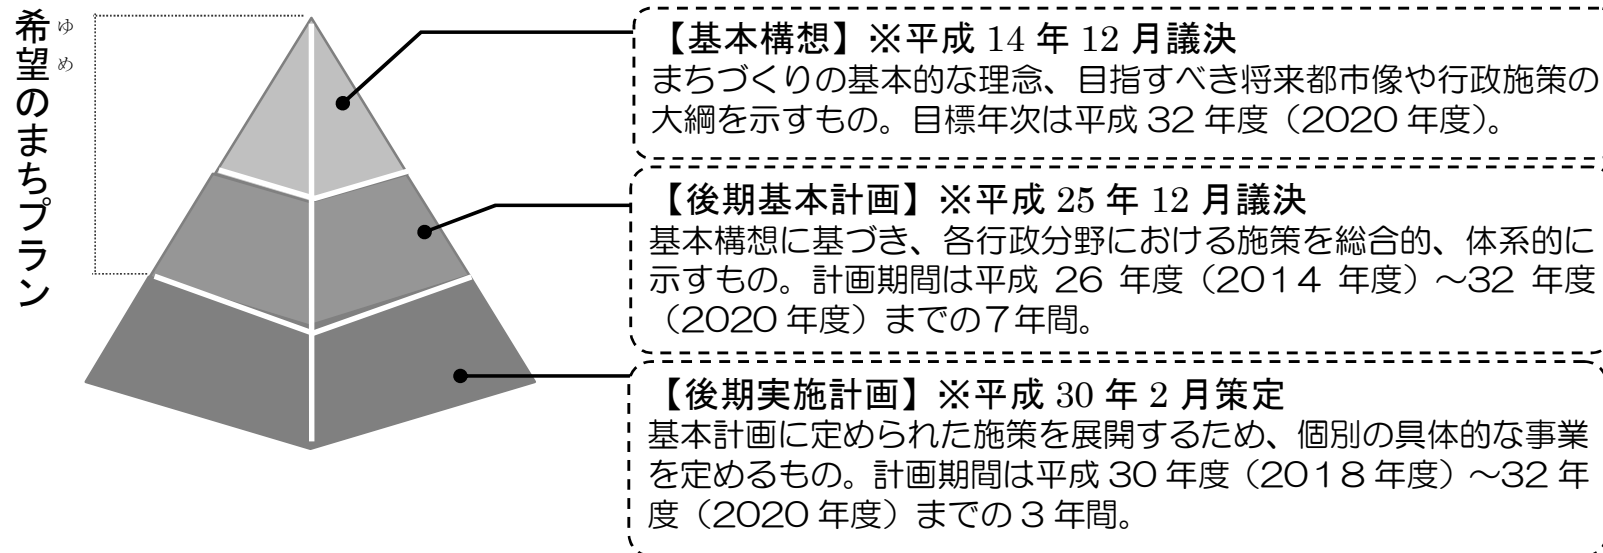 希望のまちプラン
ゆめ
【基本構想】※平成 14 年 12 月議決
まちづくりの基本的な理念、目指すべき将来都市像や行政施策の
大綱を示すもの。目標年次は平成 32 年度（2020 年度）。
【後期基本計画】※平成 25 年 12 月議決
基本構想に基づき、各行政分野における施策を総合的、体系的に
示すもの。計画期間は平成 26 年度（2014 年度）～32 年度
（2020 年度）までの７年間。
【後期実施計画】※平成 30 年 2 月策定
基本計画に定められた施策を展開するため、個別の具体的な事業
を定めるもの。計画期間は平成 30 年度（2018 年度）～32 年
度（2020 年度）までの 3 年間。